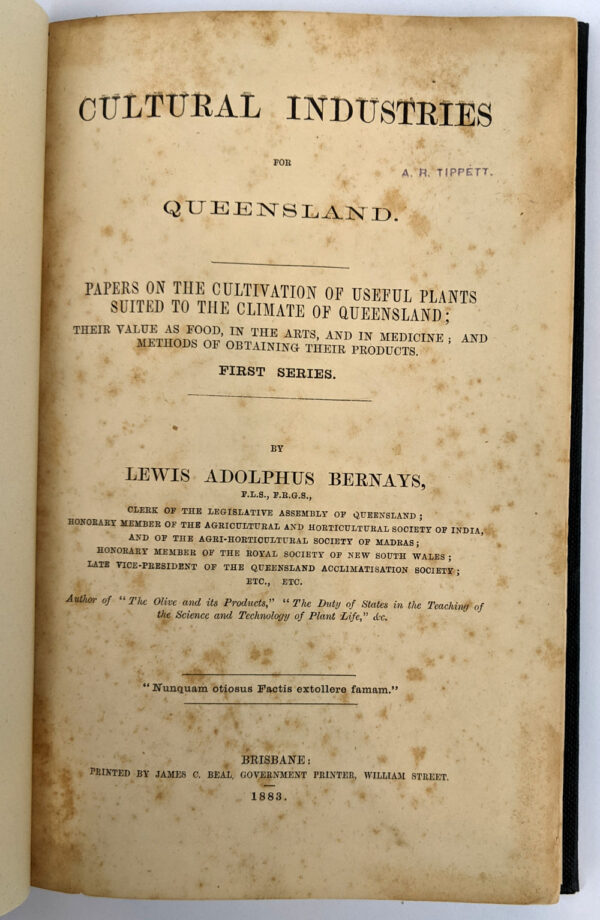 CULTURAL INDUSTRIES
FOR
A. R. TIPPETT.
QUEENSLAND.
PAPERS ON THE CULTIVATION OF USEFUL PLANTS
SUITED TO THE CLIMATE OF QUEENSLAND;
THEIR VALUE AS FOOD, IN THE ARTS, AND IN MEDICINE; AND
METHODS OF OBTAINING THEIR PRODUCTS.
FIRST SERIES.
BY
LEWIS ADOLPHUS BERNAYS,
F.L.S., F.R.G.S.,
CLERK OF THE LEGISLATIVE ASSEMBLY OF QUEENSLAND;
HONORARY MEMBER OF THE AGRICULTURAL AND HORTICULTURAL SOCIETY OF INDIA,
AND OF THE AGRI-HORTICULTURAL SOCIETY OF MADRAS;
HONORARY MEMBER OF THE ROYAL SOCIETY OF NEW SOUTH WALES;
LATE VICE-PRESIDENT OF THE QUEENSLAND ACCLIMATISATION SOCIETY;
ETC., ETC.
Author of "The Olive and its Products," "The Duty of States in the Teaching of
the Science and Technology of Plant Life," &c.
"Nunquam otiosus Factis extollere famam."
BRISBANE:
PRINTED BY JAMES C. BEAL, GOVERNMENT PRINTER, WILLIAM STREET.
1883.